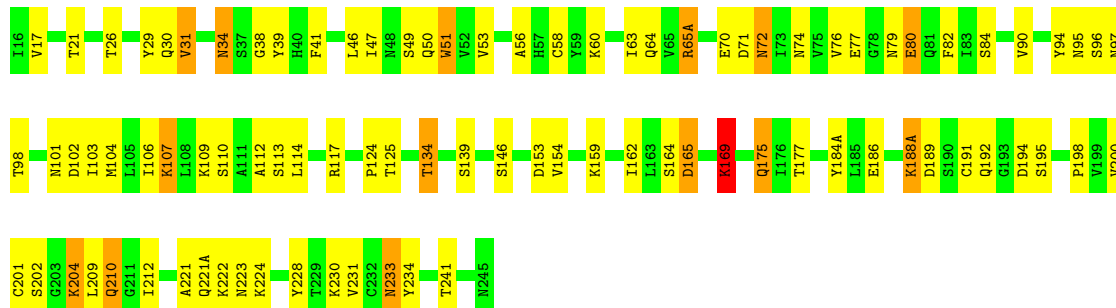 I16 V17 T21 T26 Y29 Q30 V31 N34 S37 G38 Y39 H40 F41 L46 I47 N48 S49 Q50 W51 V52 V53 A56 H57 C58 Y59 K60 I63 Q64 V65 R65A E70 D71 N72 I73 N74 V75 V76 E77 G78 N79 E80 Q81 F82 I83 S84 V90 Y94 N95 S96
T98 N101 D102 I103 M104 L105 I106 K107 L108 K109 S110 A111 A112 S113 L114 R117 P124 T125 T134 S139 S146 D153 V154 K159 I162 L163 S164 D165 K169 Q175 I176 T177 Y184A L185 E186 K188A D189 S190 C191 Q192 G193 D194 S195 P198 V199
C201 S202 G203 K204 L209 Q210 G211 I212 A221 Q221A K222 N223 K224 Y228 T229 K230 V231 C232 N233 Y234 T241 N245